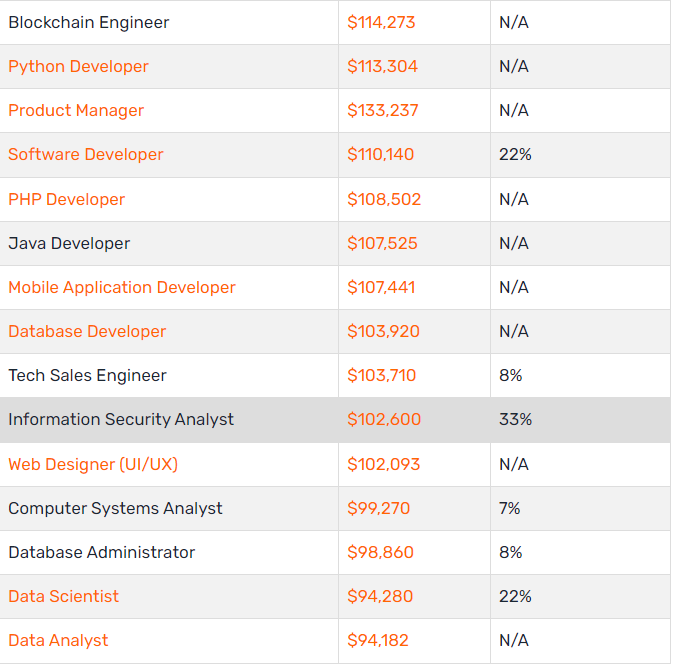 Blockchain Engineer $114,273 N/A
Python Developer $113,304 N/A
Product Manager $133,237 N/A
Software Developer $110,140 22%
PHP Developer $108,502 N/A
Java Developer $107,525 N/A
Mobile Application Developer $107,441 N/A
Database Developer $103,920 N/A
Tech Sales Engineer $103,710 8%
Information Security Analyst $102,600 33%
Web Designer (UI/UX) $102,093 N/A
Computer Systems Analyst $99,270 7%
Database Administrator $98,860 8%
Data Scientist $94,280 22%
Data Analyst $94,182 N/A